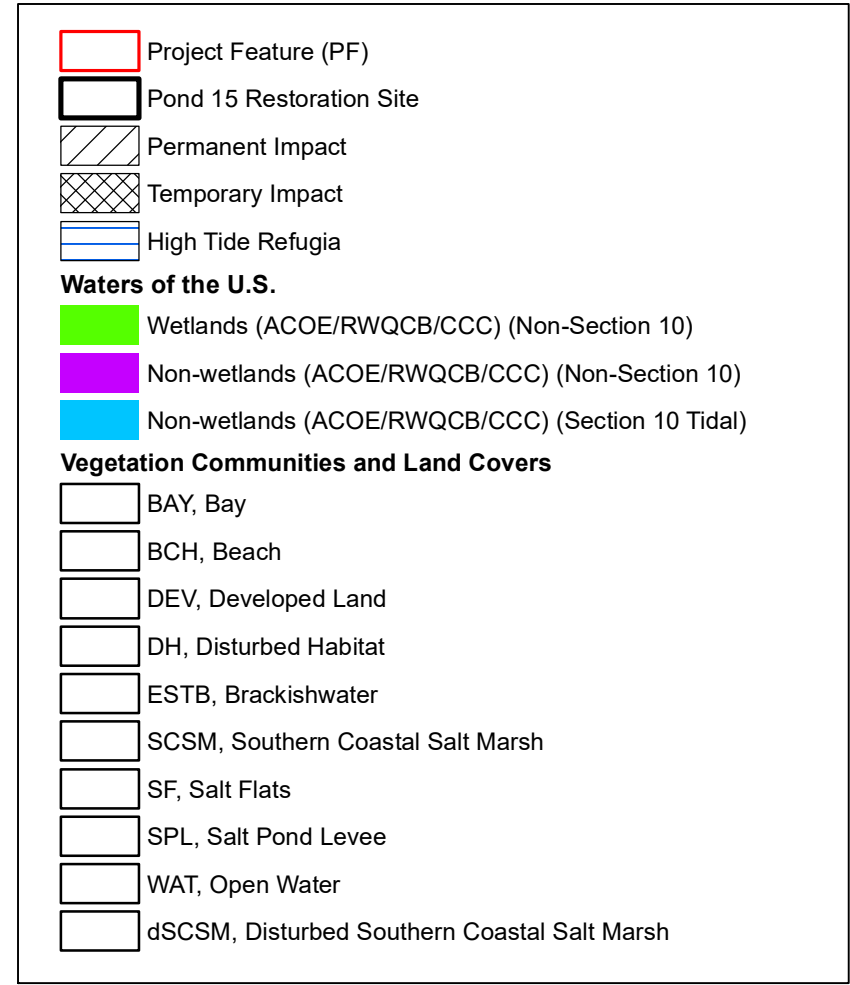 Project Feature (PF)
Pond 15 Restoration Site
Permanent Impact
Temporary Impact
High Tide Refugia
Waters of the U.S.
Wetlands (ACOE/RWQCB/CCC) (Non-Section 10)
Non-wetlands (ACOE/RWQCB/CCC) (Non-Section 10)
Non-wetlands (ACOE/RWQCB/CCC) (Section 10 Tidal)
Vegetation Communities and Land Covers
BAY, Bay
BCH, Beach
DEV, Developed Land
DH, Disturbed Habitat
ESTB, Brackishwater
SCSM, Southern Coastal Salt Marsh
SF, Salt Flats
SPL, Salt Pond Levee
WAT, Open Water
dSCSM, Disturbed Southern Coastal Salt Marsh